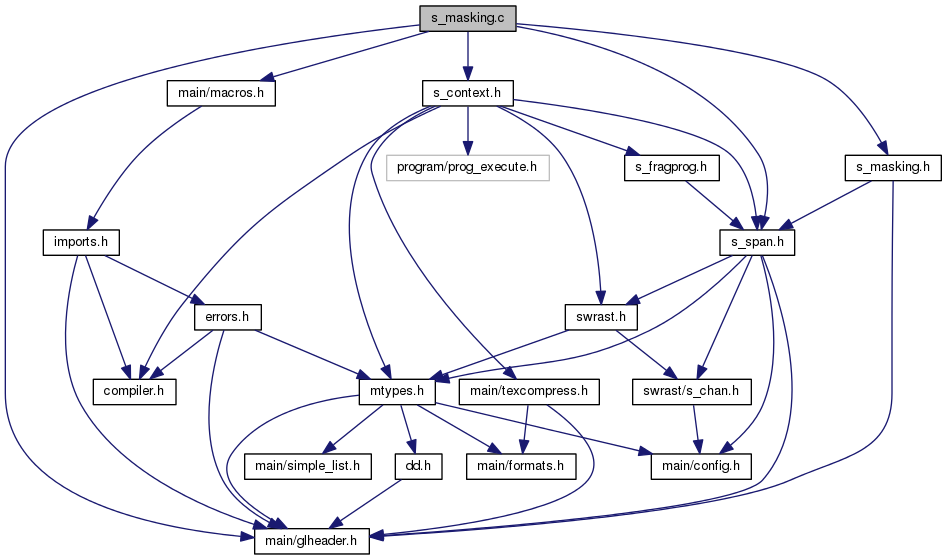 s_masking.c
main/macros.h
s_context.h
program/prog_execute.h
s_fragprog.h
s_masking.h
imports.h
s_span.h
errors.h
swrast.h
compiler.h
mtypes.h
main/texcompress.h
swrast/s_chan.h
main/simple_list.h
dd.h
main/formats.h
main/config.h
main/glheader.h